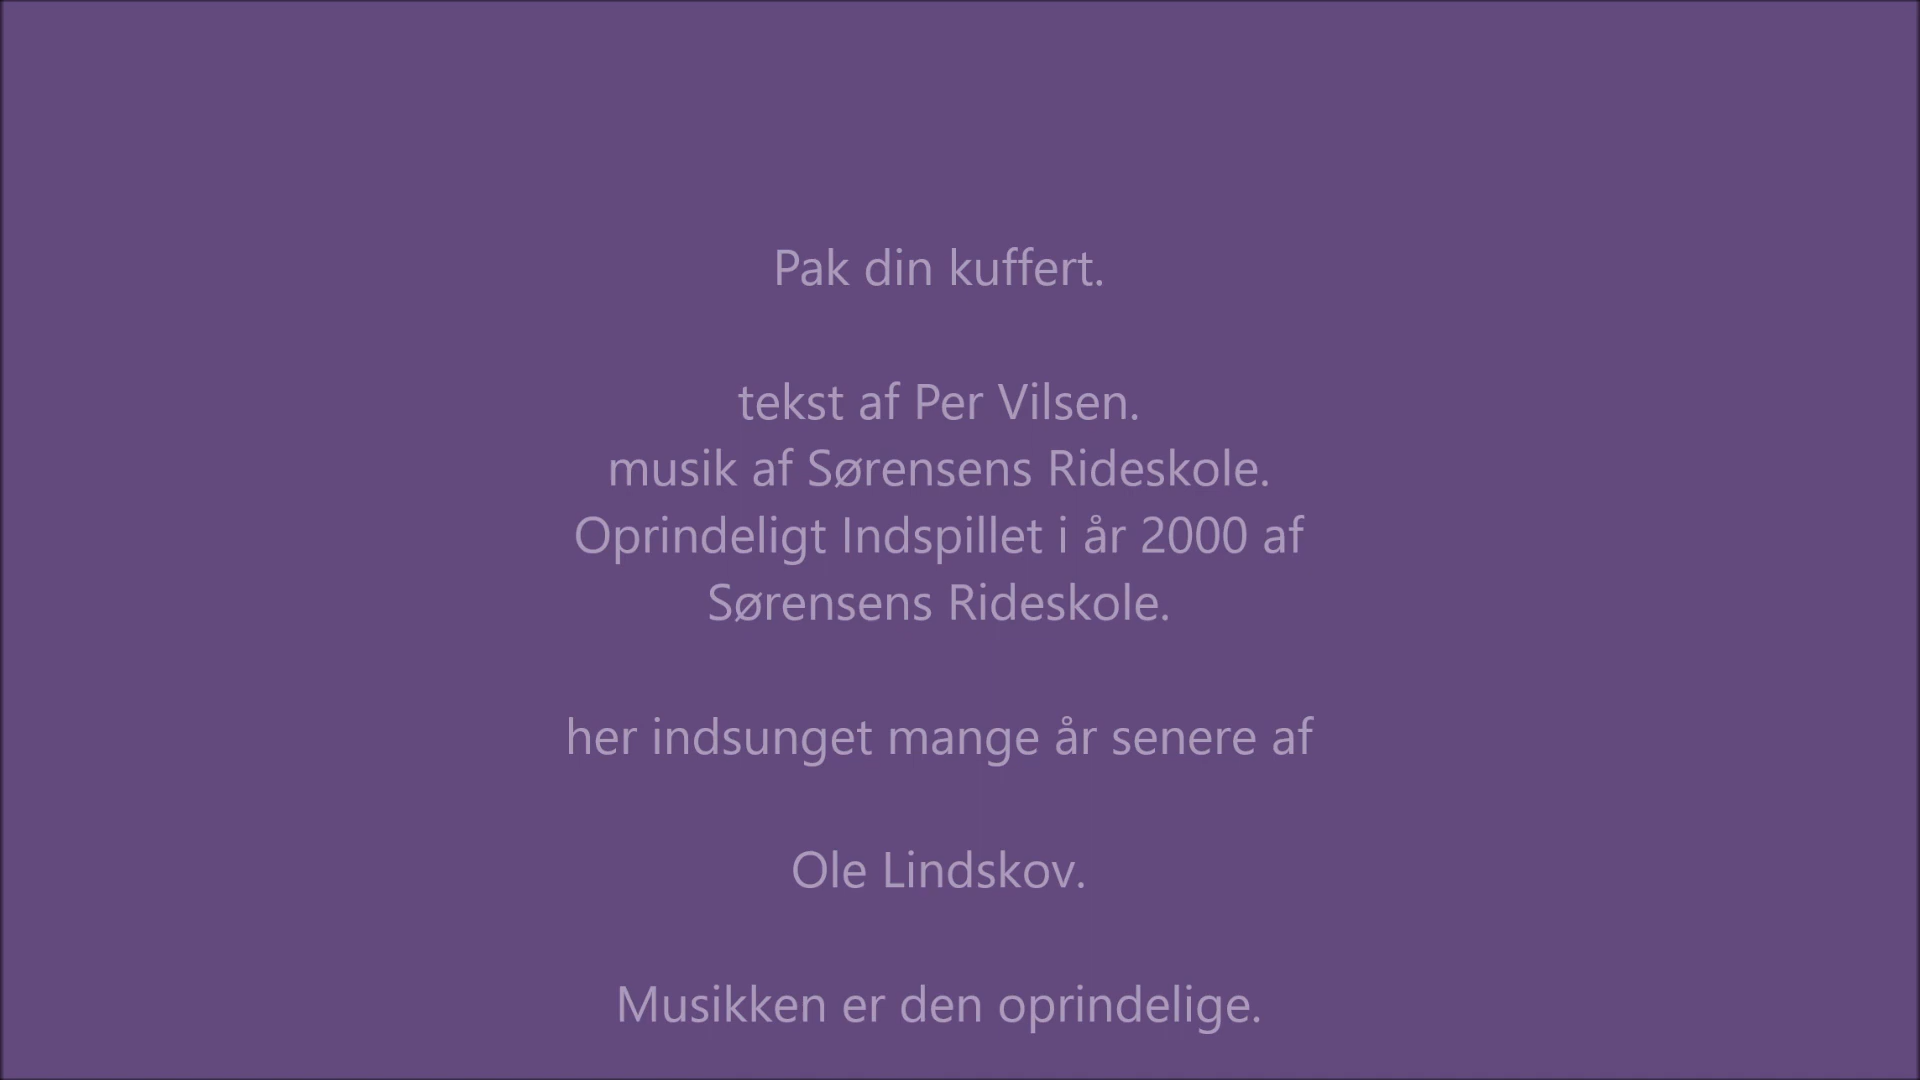 Pak din kuffert.
tekst af Per Vilsen.
musik af Sørensens Rideskole.
Oprindeligt Indspillet i år 2000 af
Sørensens Rideskole.
her indsunget mange år senere af
Ole Lindskov.
Musikken er den oprindelige.